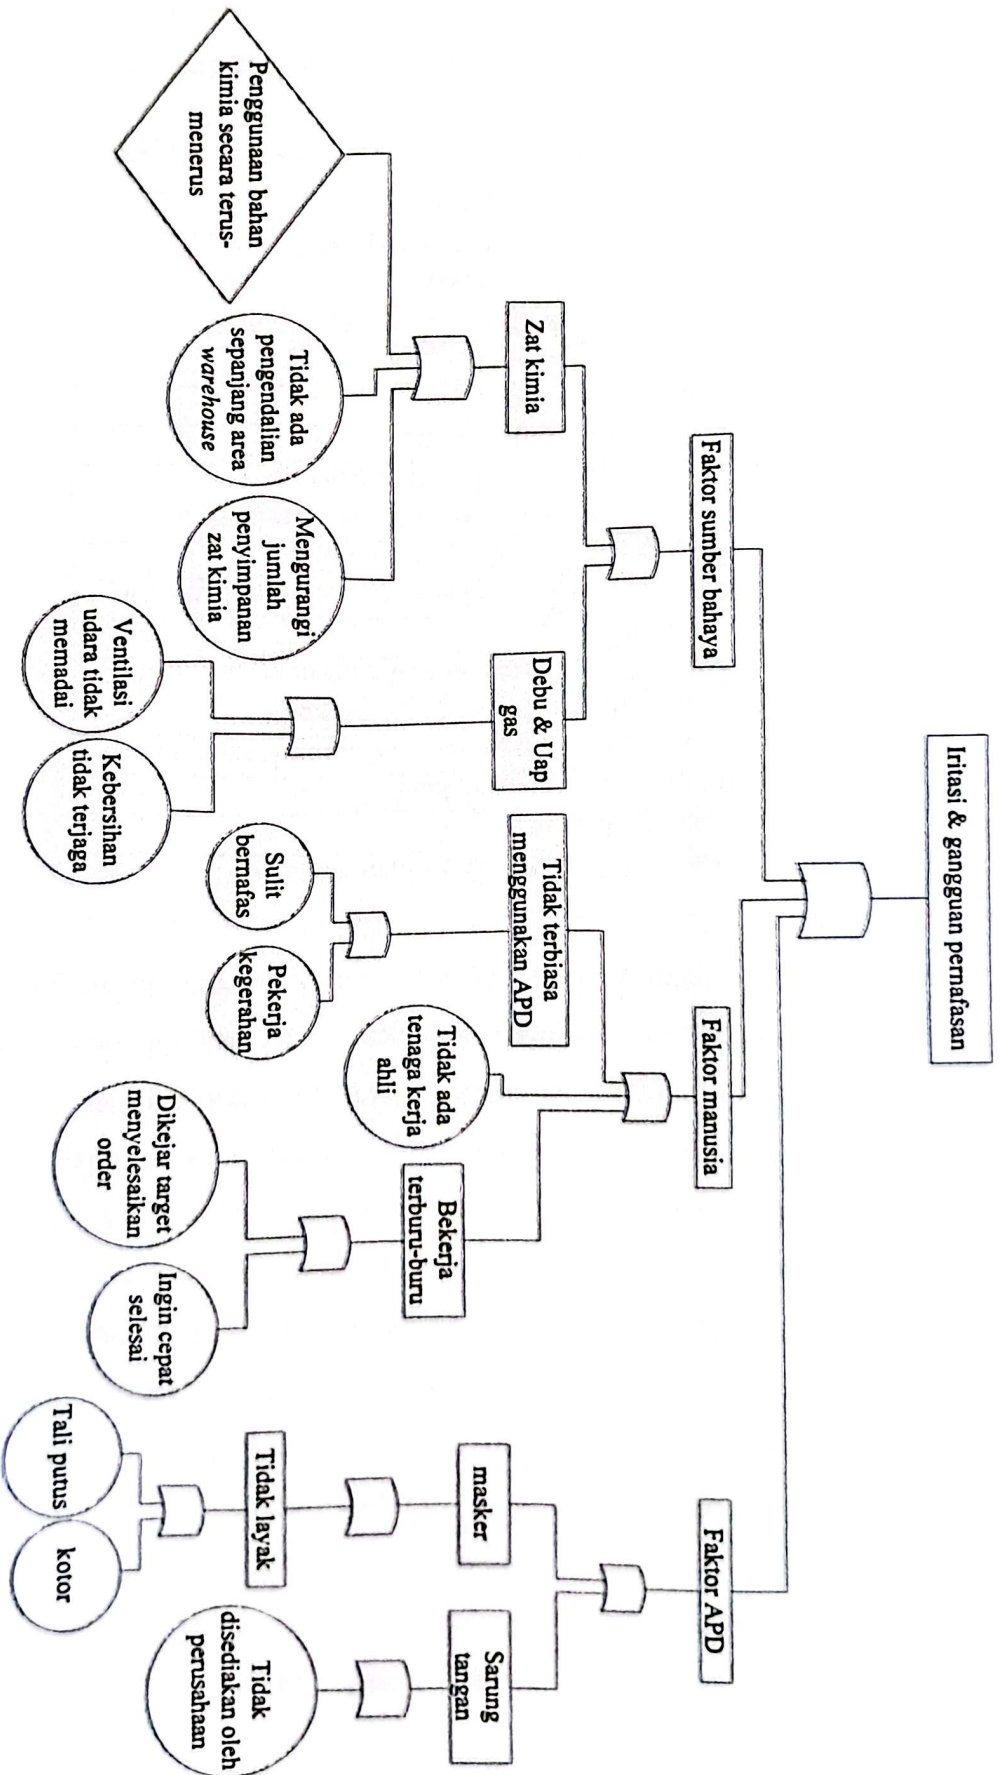 Iritasi & gangguan pernafasan
Faktor sumber bahaya
Faktor manusia
Faktor APD
Zat kimia
Debu & Uap
gas
Tidak terbiasa
menggunakan APD
Bekerja
terburu-buru
masker
Sarung
tangan
Penggunaan bahan
kimia secara terus-
menerus
Tidak ada
pengendalian
sepanjang area
warehouse
Mengurangi
jumlah
penyimpanan
zat kimia
Ventilasi
udara tidak
memadai
Kebersihan
tidak terjaga
Sulit
bernafas
Pekerja
kegerahan
Tidak ada
tenaga kerja
ahli
Dikejar target
menyelesaikan
order
Ingin cepat
selesai
Tidak layak
Tali putus
kotor
Tidak
disediakan oleh
perusahaan